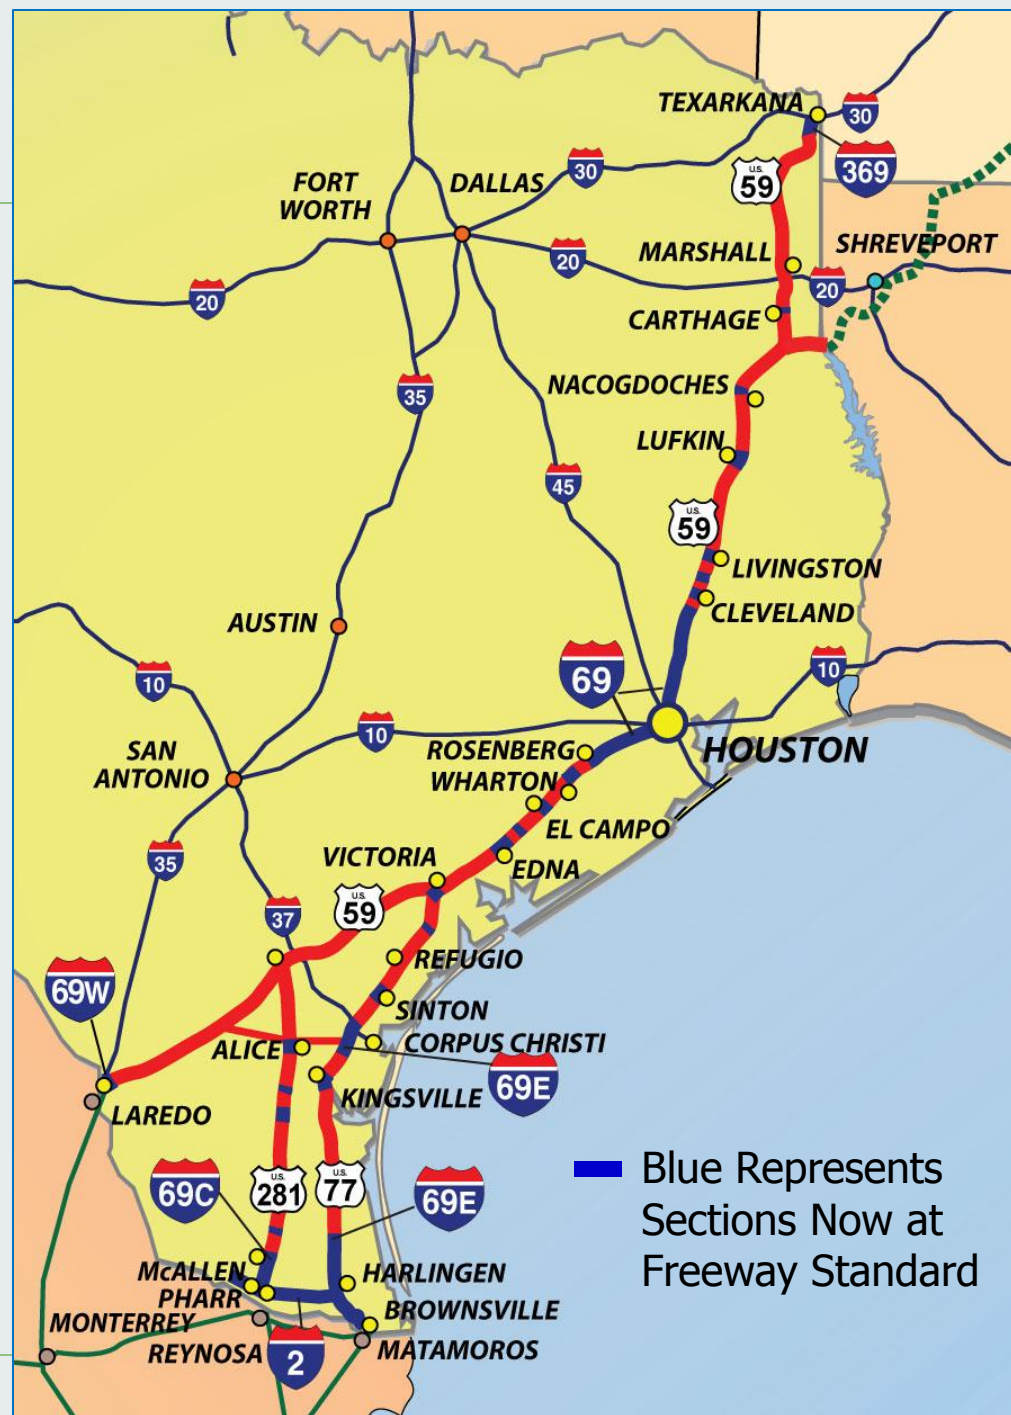 TEXARKANA
30
369
U.S.
59
30
FORT
WORTH
DALLAS
MARSHALL
SHREVEPORT
20
20
20
CARTHAGE
NACOGDOCHES
35
LUFKIN
45
U.S.
59
LIVINGSTON
CLEVELAND
AUSTIN
69
10
10
10
SAN
ANTONIO
ROSENBERG
WHARTON
HOUSTON
EL CAMPO
35
VICTORIA
EDNA
U.S.
59
37
REFUGIO
69W
SINTON
ALICE
CORPUS CHRISTI
69E
KINGSVILLE
LAREDO
69C
U.S.
281
U.S.
77
69E
Blue Represents
Sections Now at
Freeway Standard
McALLEN
PHARR
HARLINGEN
BROWNSVILLE
MONTERREY
REYNOSA
2
MATAMOROS